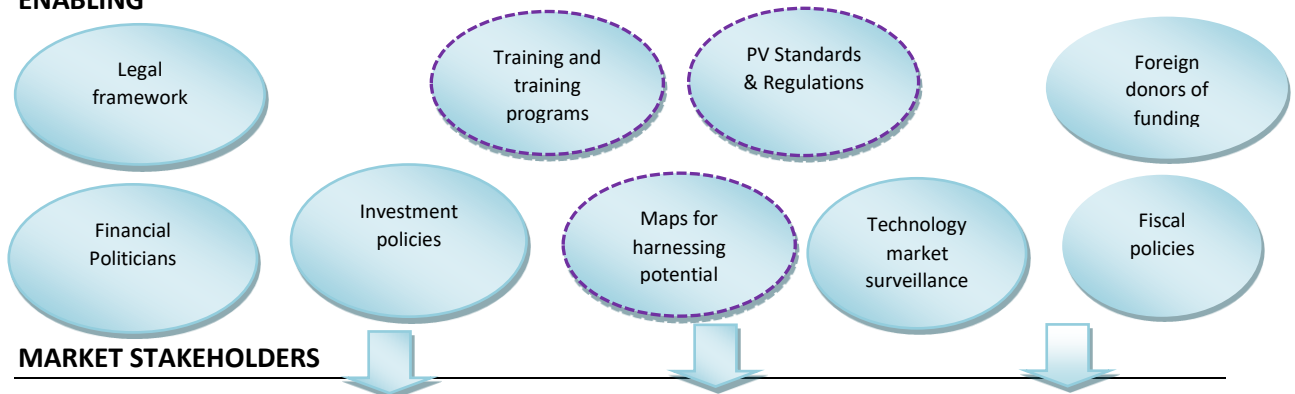 ENABLING
Legal
framework
Training and
training
programs
PV Standards
& Regulations
Foreign
donors of
funding
Financial
Politicians
Investment
policies
Maps for
harnessing
potential
Technology
market
surveillance
Fiscal
policies
MARKET STAKEHOLDERS